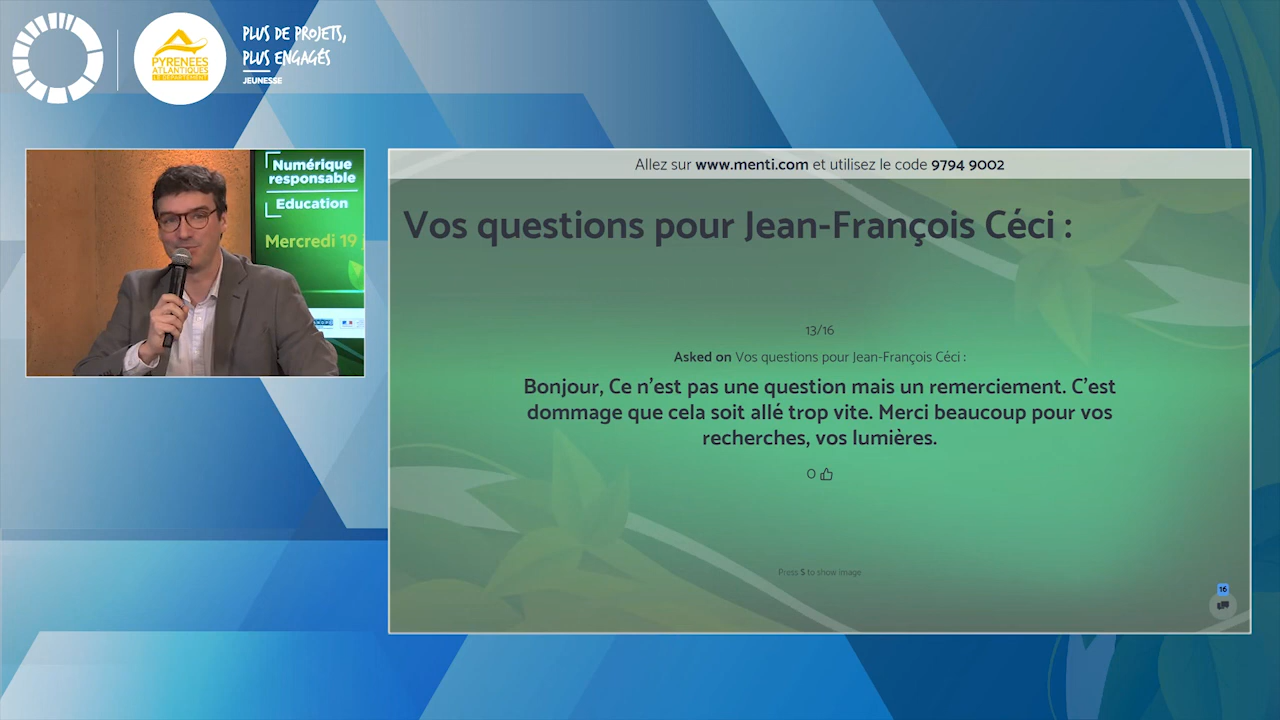 PLUS DE PROJETS,
PLUS ENGAGÉS
JEUNESSE
PYRENEES
ATLANTIQUES
LE DEPARTEMENT
Numérique
responsable
Education
Mercredi 19
Allez sur www.menti.com et utilisez le code 9794 9002
Vos questions pour Jean-François Céci :
13/16
Asked on Vos questions pour Jean-François Céci :
Bonjour, Ce n'est pas une question mais un remerciement. C'est
dommage que cela soit allé trop vite. Merci beaucoup pour vos
recherches, vos lumières.
0
Press S to show image
16